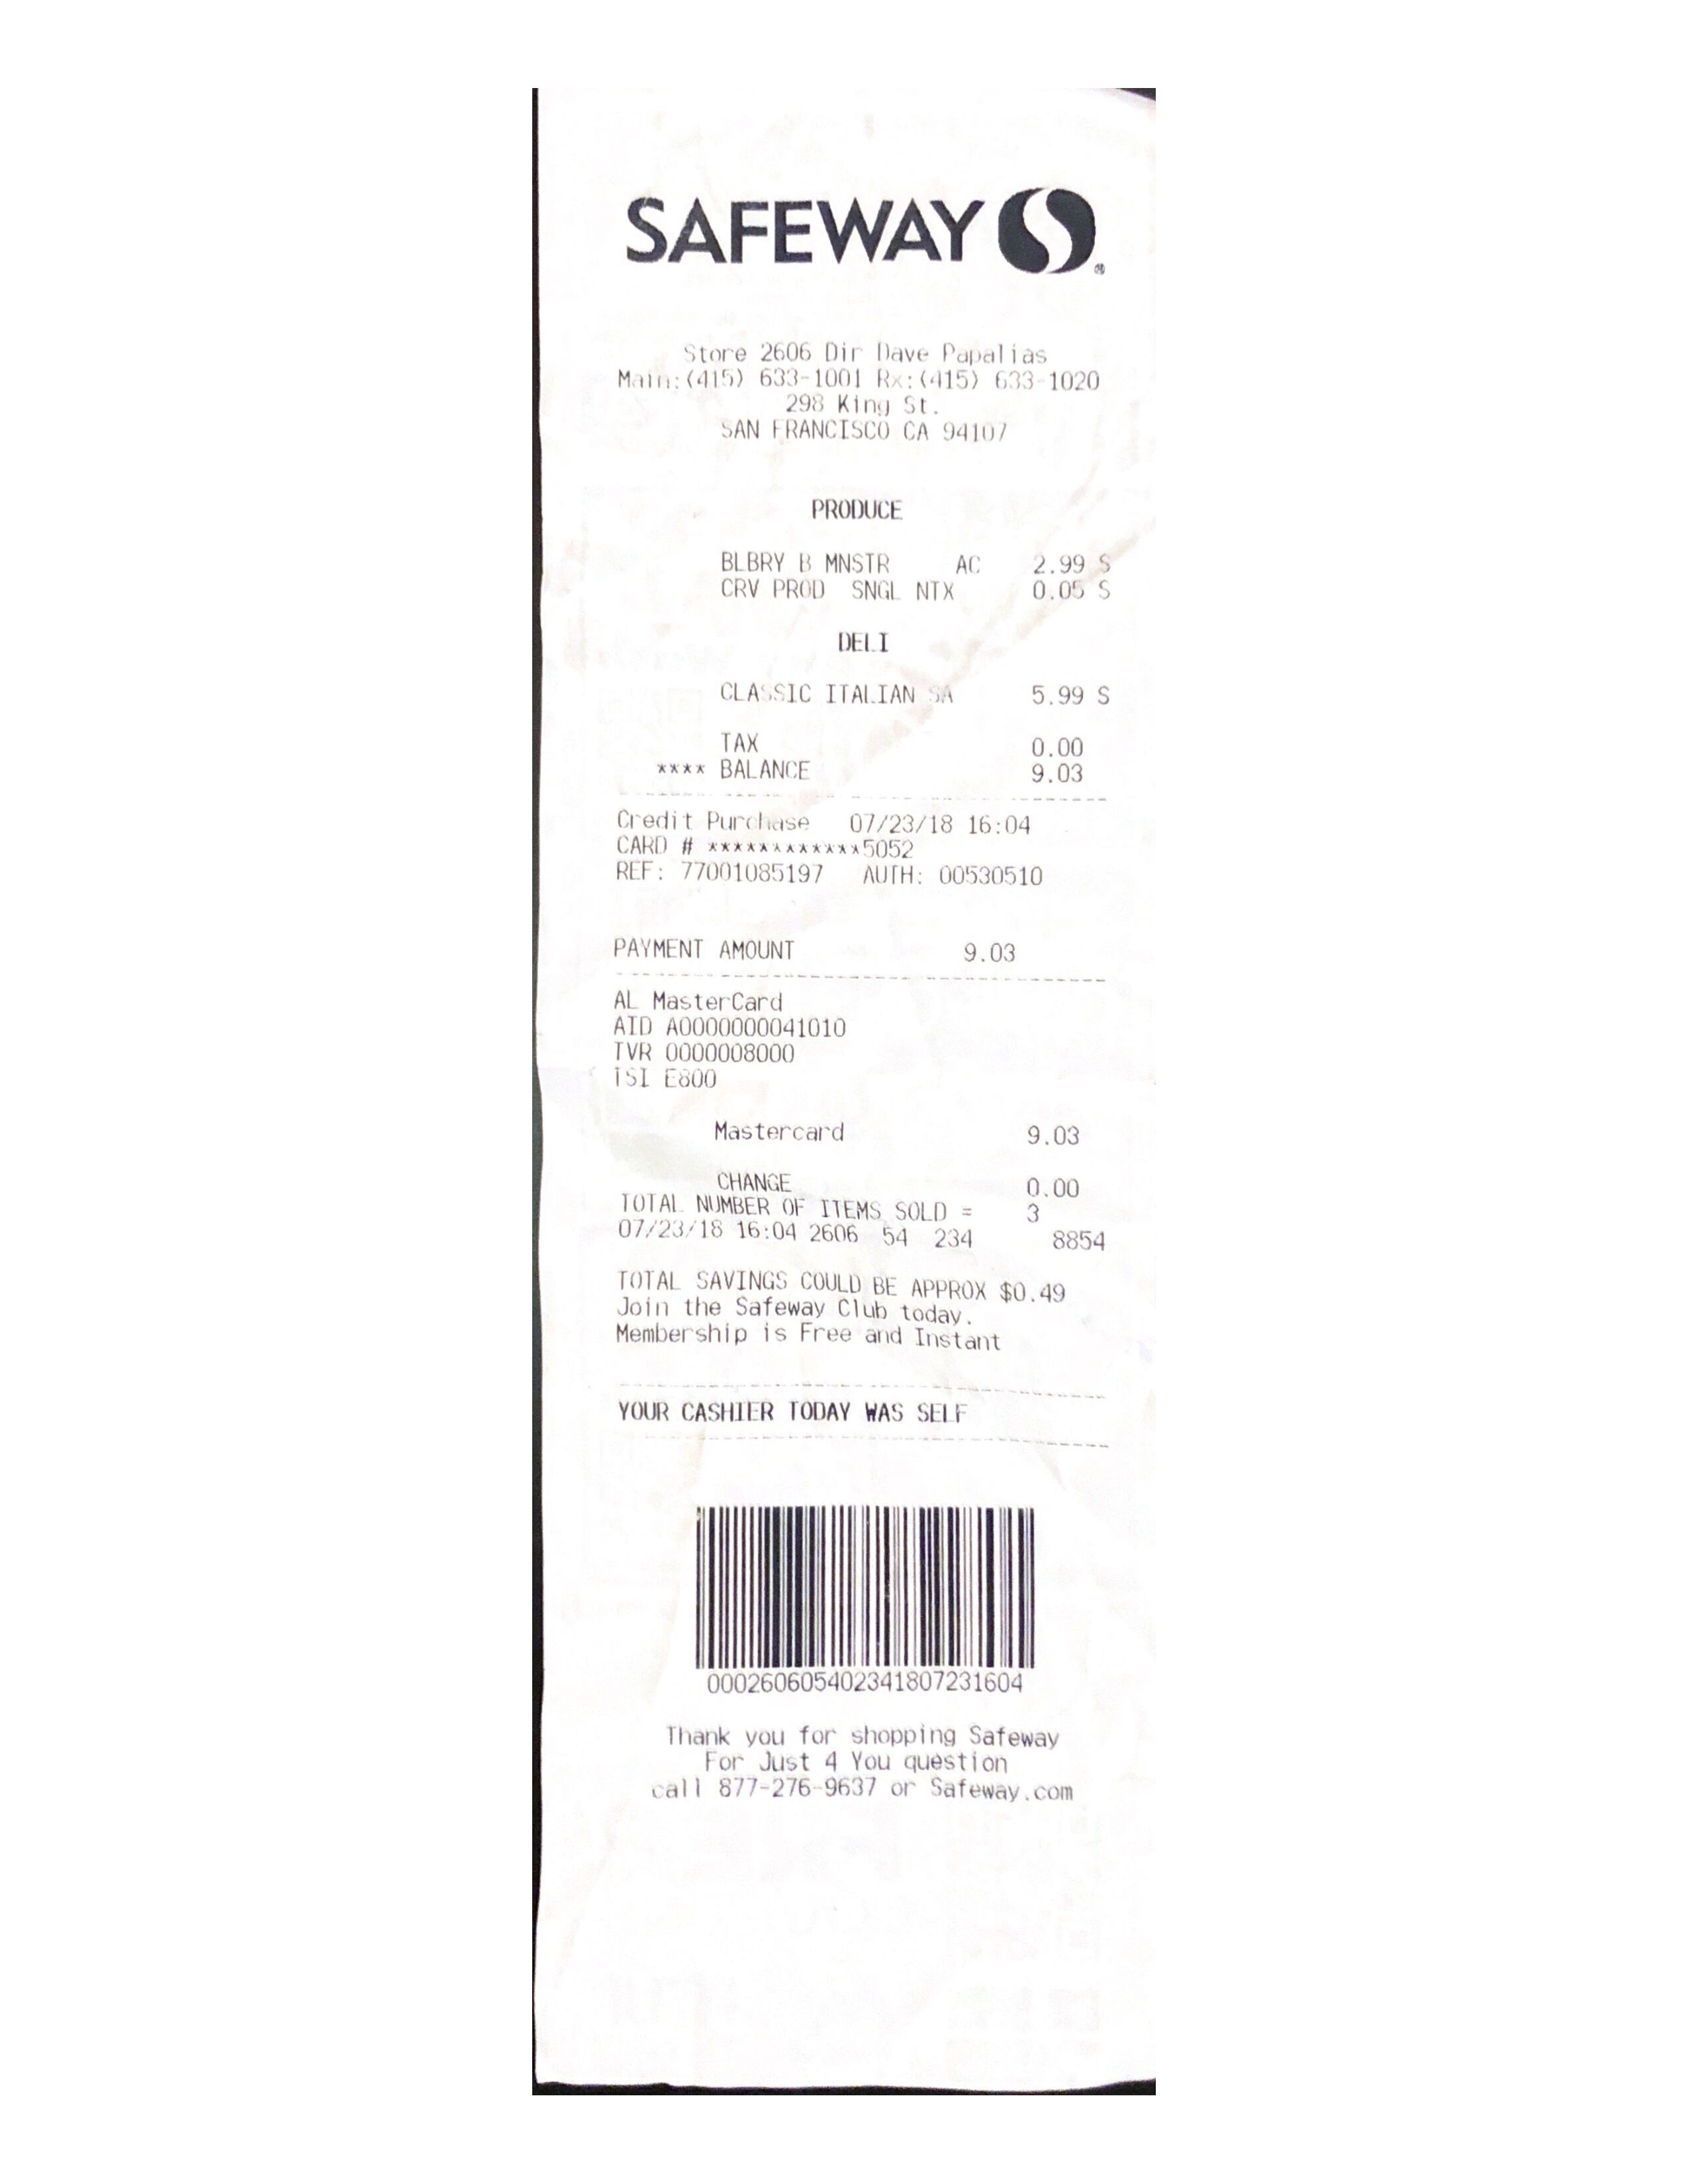 SAFEWAY ®
Store 2606 Dir Dave Papalias
Main:(415) 633-1001 Rx:(415) 633-1020
298 King St.
SAN FRANCISCO CA 94107
PRODUCE
BLBRY B MNSTR AC 2.99 S
CRV PROD SNGL NTX 0.05 S
DELI
CLASSIC ITALIAN SA 5.99 S
TAX 0.00
**** BALANCE 9.03
Credit Purchase 07/23/18 16:04
CARD # ************5052
REF: 77001085197 AUTH: 00530510
PAYMENT AMOUNT 9.03
AL MasterCard
AID A0000000041010
TVR 0000008000
TSI E800
Mastercard 9.03
CHANGE 0.00
TOTAL NUMBER OF ITEMS SOLD = 3
07/23/18 16:04 2606 54 234 8854
TOTAL SAVINGS COULD BE APPROX $0.49
Join the Safeway Club today.
Membership is Free and Instant
YOUR CASHIER TODAY WAS SELF
00026060540234180723160​4
Thank you for shopping Safeway
For Just 4 You question
call 877-276-9637 or Safeway.com